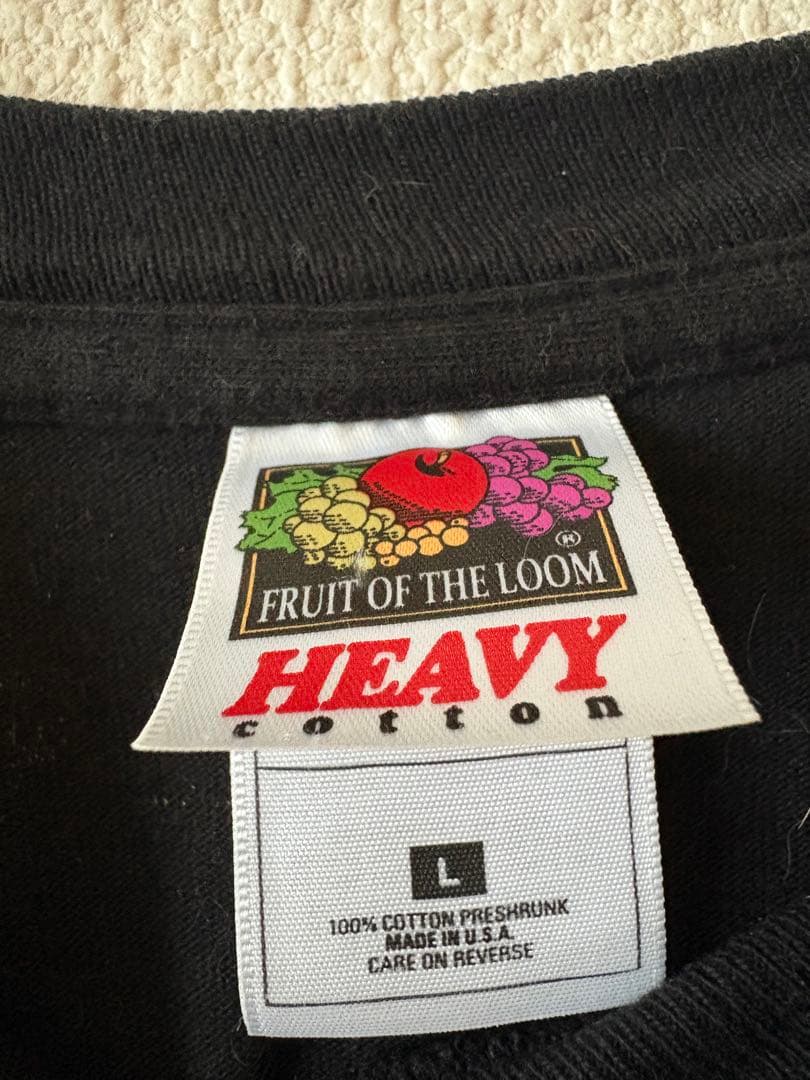 ®
FRUIT OF THE LOOM
HEAVY
cotton
L
100% COTTON PRESHRUNK
MADE IN U.S.A.
CARE ON REVERSE